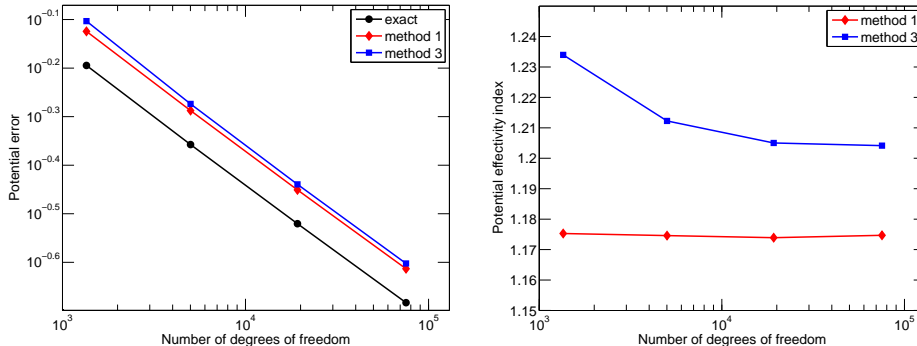 10^-0.1
10^-0.2
10^-0.3
10^-0.4
10^-0.5
10^-0.6
Potential error
10^3
10^4
10^5
Number of degrees of freedom
exact
method 1
method 3
1.24
1.23
1.22
1.21
1.2
1.19
1.18
1.17
1.16
1.15
Potential effectivity index
10^3
10^4
10^5
Number of degrees of freedom
method 1
method 3